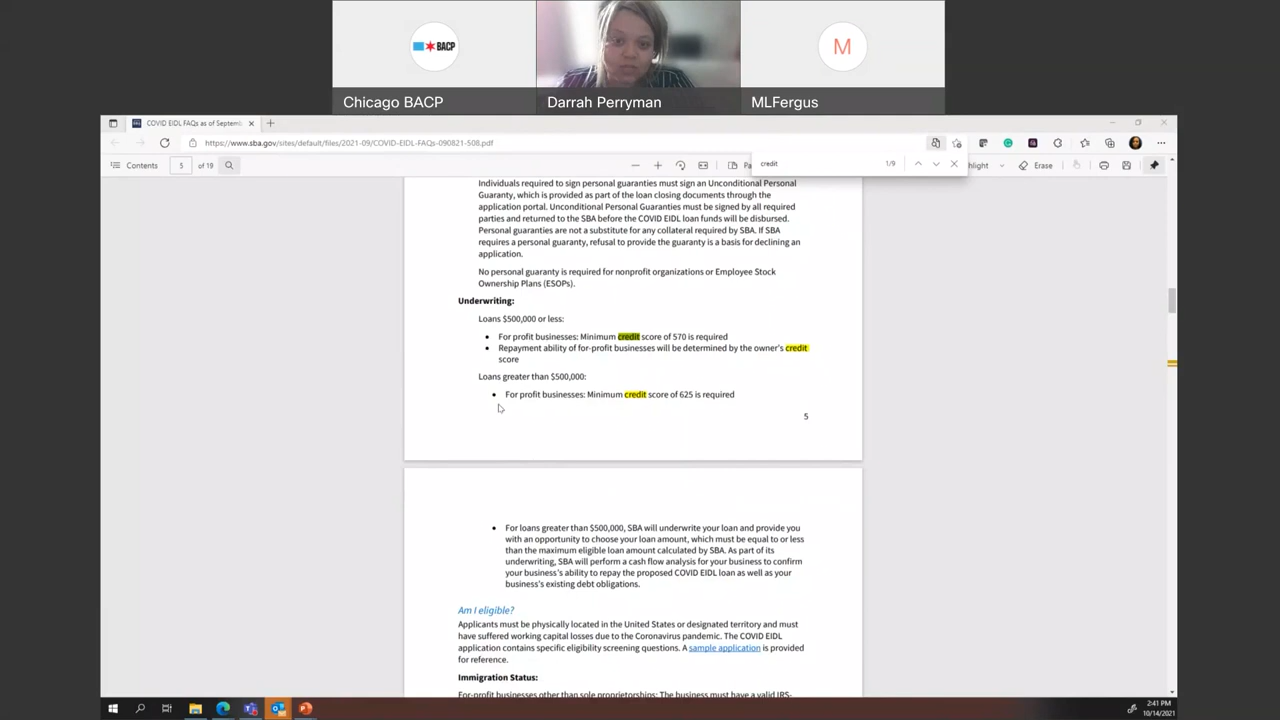 BACP
M
Chicago BACP
Darrah Perryman
MLFergus
COVID EIDL FAQs as of Septemb
https://www.sba.gov/sites/default/files/2021-09/COVID-EIDL-FAQs-090821-508.pdf
Contents
5
of 19
credit
1/9
hlight
Erase
Individuals required to sign personal guaranties must sign an Unconditional Personal
Guaranty, which is provided as part of the loan closing documents through the
application portal. Unconditional Personal Guaranties must be signed by all required
parties and returned to the SBA before the COVID EIDL loan funds will be disbursed.
Personal guaranties are not a substitute for any collateral required by SBA. If SBA
requires a personal guaranty, refusal to provide the guaranty is a basis for declining an
application.
No personal guaranty is required for nonprofit organizations or Employee Stock
Ownership Plans (ESOPs).
Underwriting:
Loans $500,000 or less:
• For profit businesses: Minimum credit score of 570 is required
• Repayment ability of for-profit businesses will be determined by the owner's credit
score
Loans greater than $500,000:
• For profit businesses: Minimum credit score of 625 is required
5
• For loans greater than $500,000, SBA will underwrite your loan and provide you
with an opportunity to choose your loan amount, which must be equal to or less
than the maximum eligible loan amount calculated by SBA. As part of its
underwriting, SBA will perform a cash flow analysis for your business to confirm
your business's ability to repay the proposed COVID EIDL loan as well as your
business's existing debt obligations.
Am I eligible?
Applicants must be physically located in the United States or designated territory and must
have suffered working capital losses due to the Coronavirus pandemic. The COVID EIDL
application contains specific eligibility screening questions. A sample application is provided
for reference.
Immigration Status:
For-profit businesses other than sole proprietorships: The business must have a valid IRS-
2:41 PM
10/14/2021